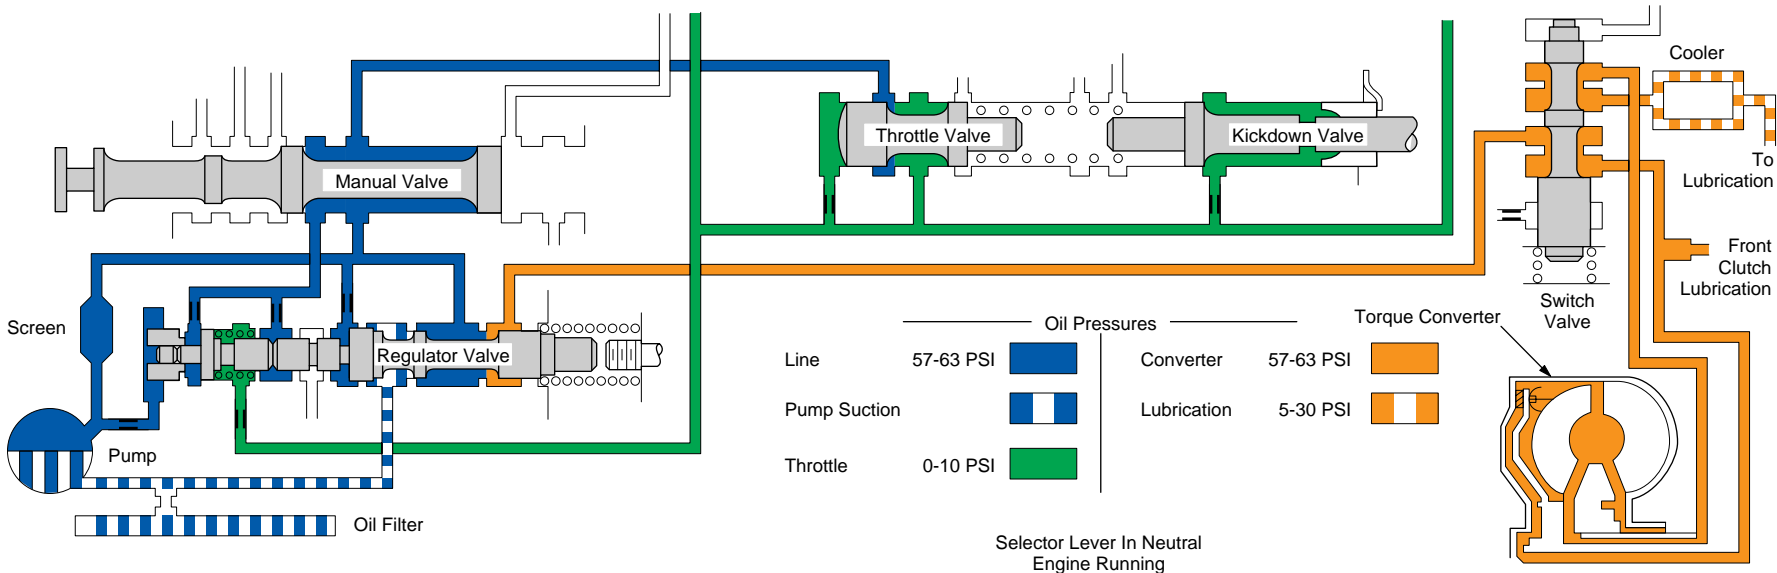 Cooler
To
Lubrication
Throttle Valve
Kickdown Valve
Manual Valve
Front
Clutch
Lubrication
Switch
Valve
Screen
Regulator Valve
Oil Pressures
Torque Converter
Line 57-63 PSI
Converter 57-63 PSI
Pump Suction
Lubrication 5-30 PSI
Pump
Throttle 0-10 PSI
Oil Filter
Selector Lever In Neutral
Engine Running